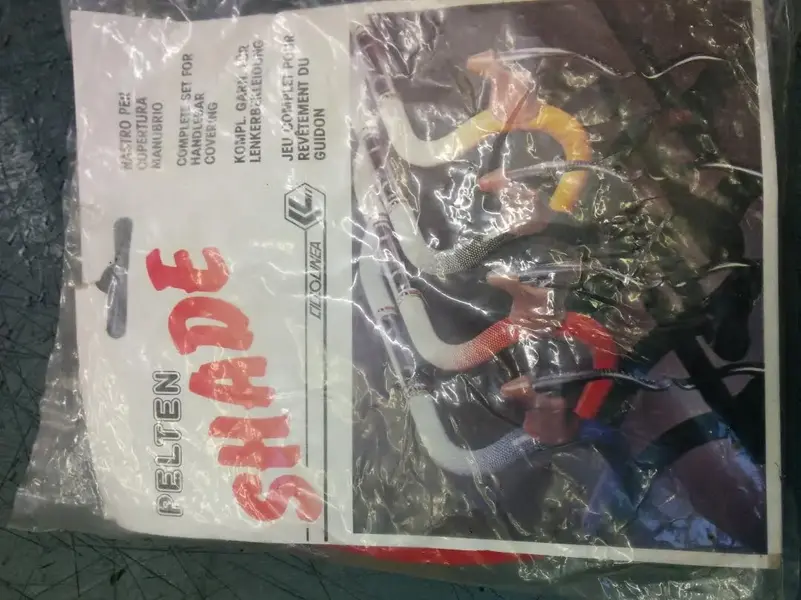 NASTRO PER
COPERTURA
MANUBRIO
COMPLETE SET FOR
HANDLEBAR
COVERING
KOMPL. GARN. FÜR
LENKERBEKLEIDUNG
JEU COMPLET POUR
REVÊTEMENT DU
GUIDON
PELTEN
SHADE
CICLOLINEA